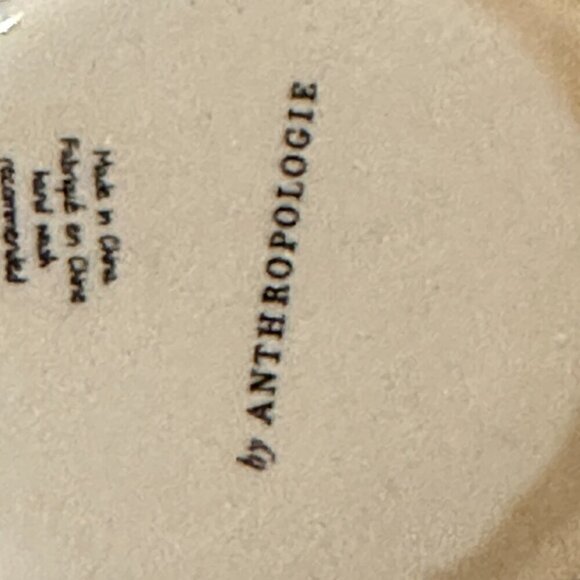 by ANTHROPOLOGIE
Made in China
Fabriqué en Chine
hand wash
recommended